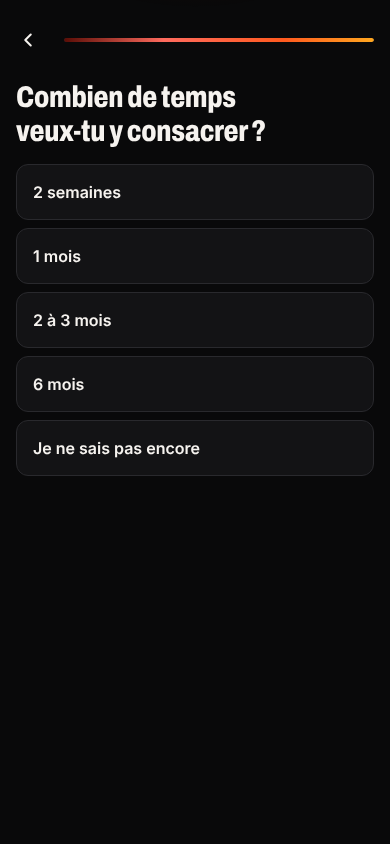 Combien de temps
veux-tu y consacrer ?
2 semaines
1 mois
2 à 3 mois
6 mois
Je ne sais pas encore